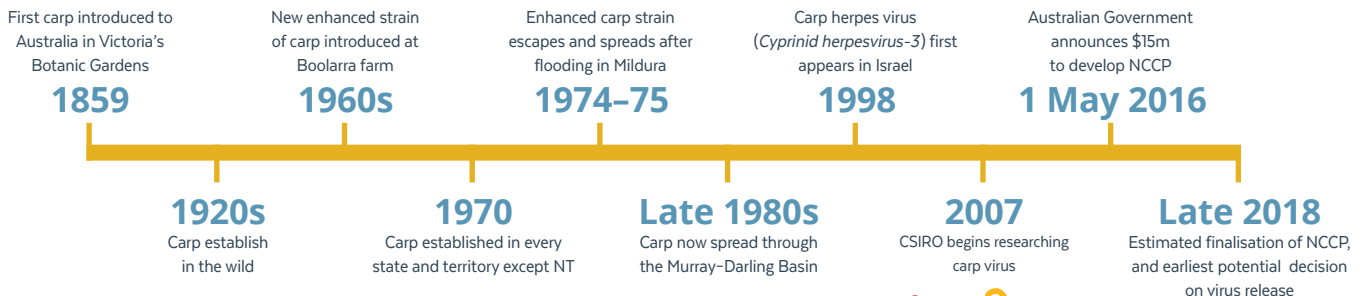 First carp introduced to
Australia in Victoria's
Botanic Gardens
1859
New enhanced strain
of carp introduced at
Boolarra farm
1960s
Enhanced carp strain
escapes and spreads after
flooding in Mildura
1974–75
Carp herpes virus
(Cyprinid herpesvirus-3) first
appears in Israel
1998
Australian Government
announces $15m
to develop NCCP
1 May 2016
1920s
Carp establish
in the wild
1970
Carp established in every
state and territory except NT
Late 1980s
Carp now spread through
the Murray–Darling Basin
2007
CSIRO begins researching
carp virus
Late 2018
Estimated finalisation of NCCP,
and earliest potential decision
on virus release